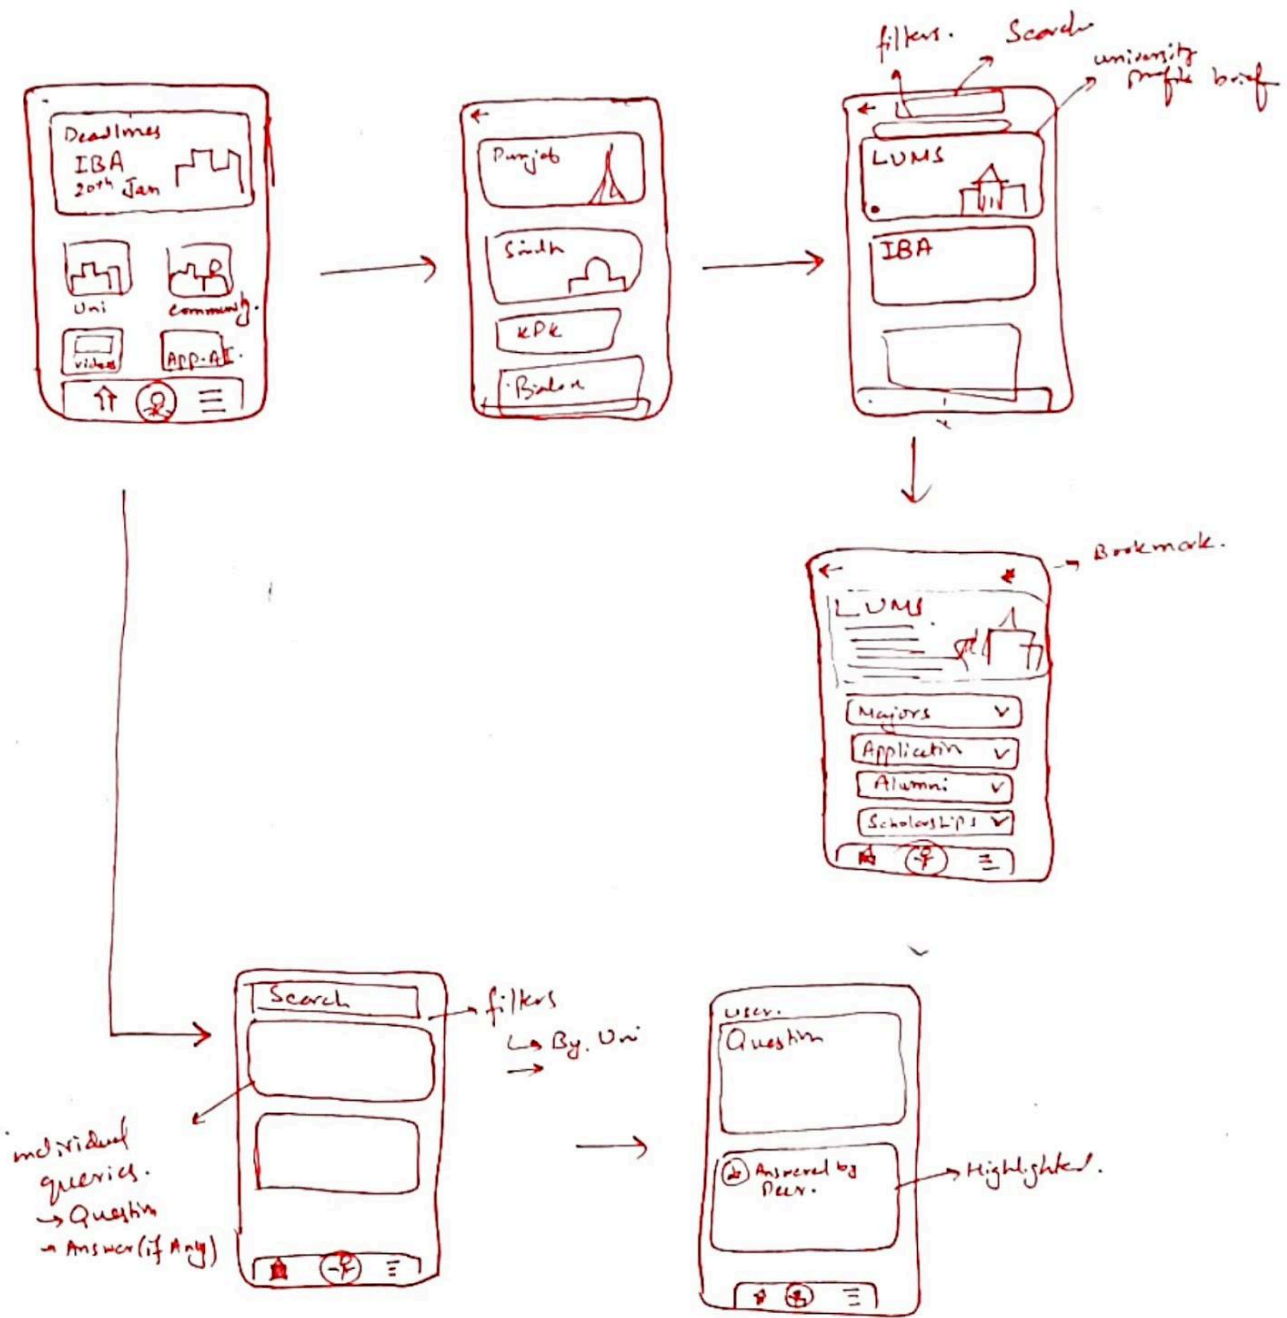 filters.
Search
university
profile brief
Deadlines
IBA
20th Jan
Uni
Community.
videos
App.AI.
Punjab
Sindh
KPK
LUMS
IBA
Bookmark.
LUMS
Majors
Application
Alumni
Scholarships
Search
filters
By. Uni
individual
queries.
Question
Answer (if Any)
user.
Question
Answered by
Peer.
Highlighted.